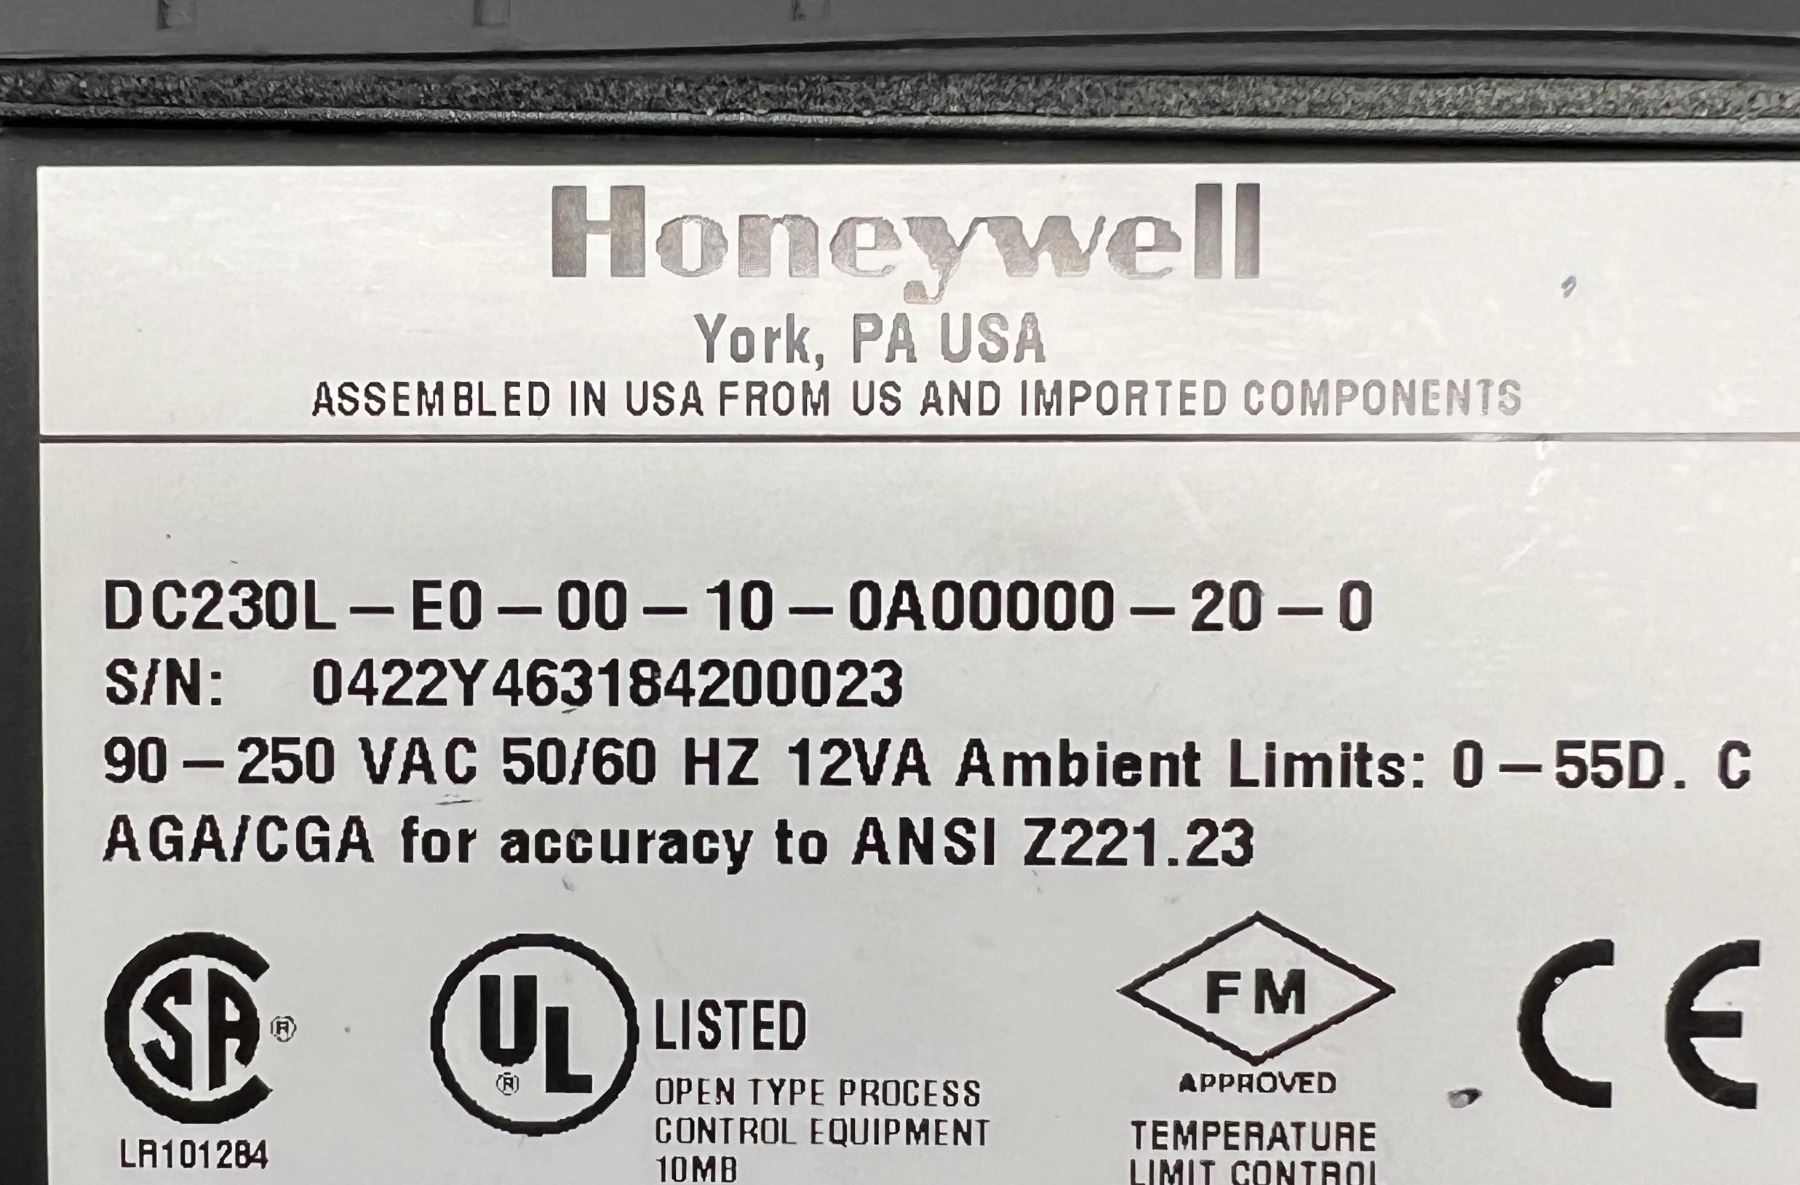 Honeywell
York, PA USA
ASSEMBLED IN USA FROM US AND IMPORTED COMPONENTS
DC230L-E0-00-10-0A00000-20-0
S/N: 0422Y463184200023
90-250 VAC 50/60 HZ 12VA Ambient Limits: 0-55D. C
AGA/CGA for accuracy to ANSI Z221.23
SA ®
LR101284
UL ®
LISTED
OPEN TYPE PROCESS
CONTROL EQUIPMENT
10MB
FM
APPROVED
TEMPERATURE
LIMIT CONTROL
CE